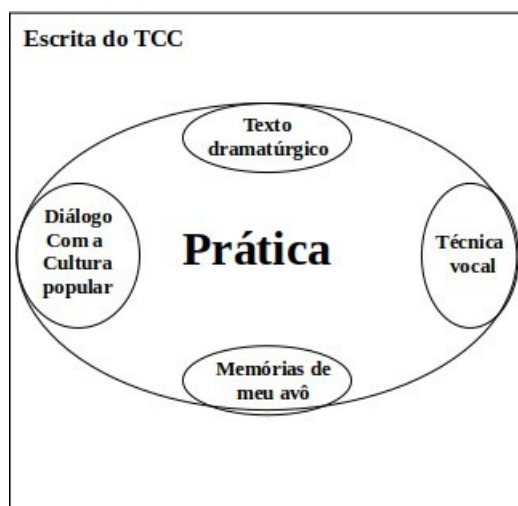 Escrita do TCC
Texto
dramatúrgico
Diálogo
Com a
Cultura
popular
Prática
Técnica
vocal
Memórias de
meu avô